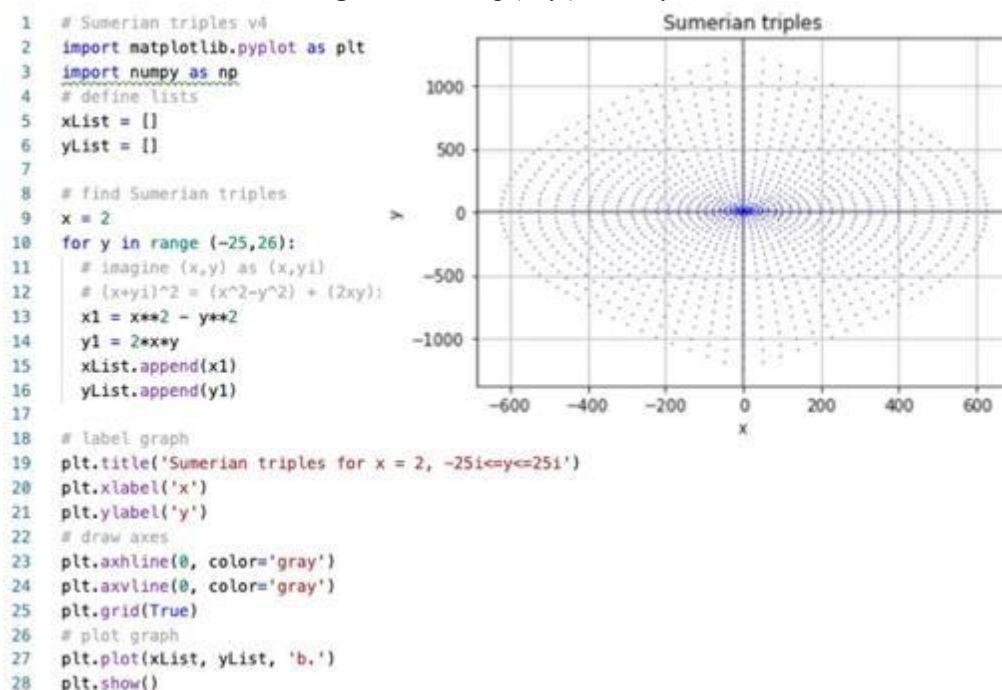 1 # Sumerian triples v4
2 import matplotlib.pyplot as plt
3 import numpy as np
4 # define lists
5 xList = []
6 yList = []
7
8 # find Sumerian triples
9 x = 2
10 for y in range (-25,26):
11 # imagine (x,y) as (x,yi)
12 # (x+yi)^2 = (x^2-y^2) + (2xy)i
13 x1 = x**2 - y**2
14 y1 = 2*x*y
15 xList.append(x1)
16 yList.append(y1)
17
18 # label graph
19 plt.title('Sumerian triples for x = 2, -25i<=y<=25i')
20 plt.xlabel('x')
21 plt.ylabel('y')
22 # draw axes
23 plt.axhline(0, color='gray')
24 plt.axvline(0, color='gray')
25 plt.grid(True)
26 # plot graph
27 plt.plot(xList, yList, 'b.')
28 plt.show()
Sumerian triples
1000
500
0
-500
-1000
y
-600 -400 -200 0 200 400 600
x